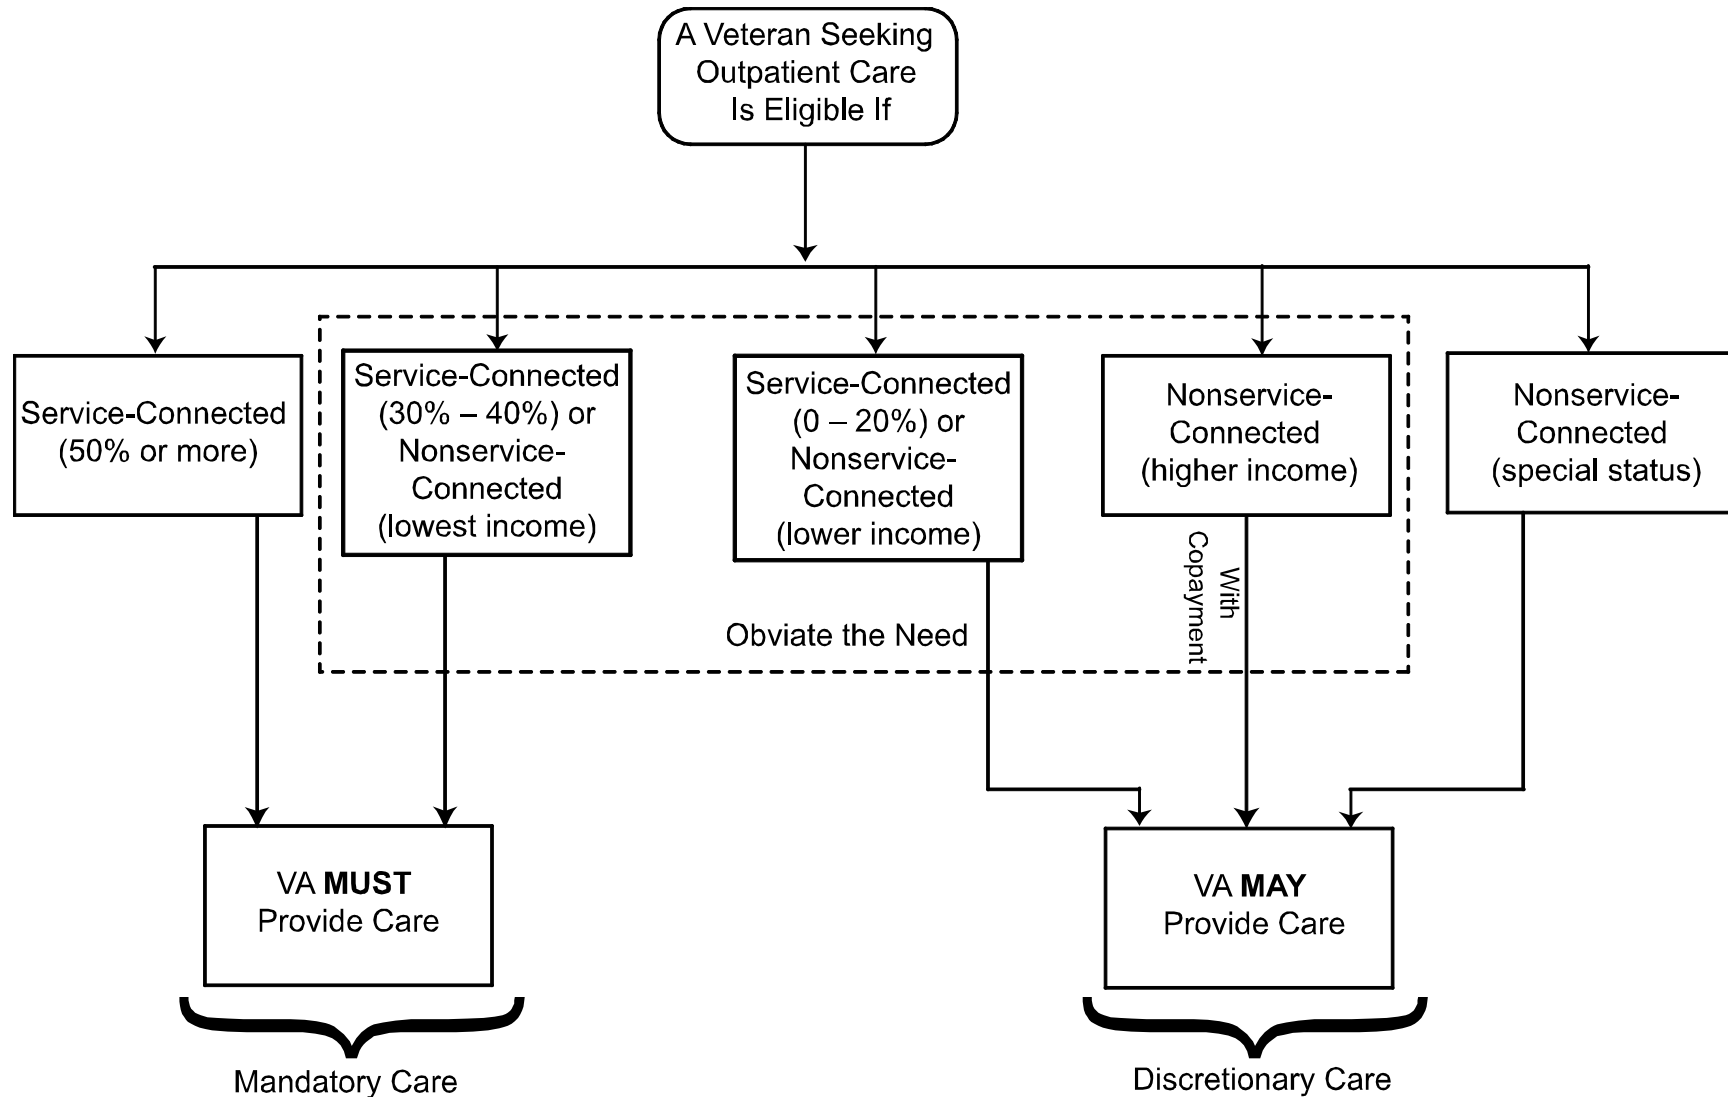 A Veteran Seeking
Outpatient Care
Is Eligible If
Service-Connected
(50% or more)
Service-Connected
(30% – 40%) or
Nonservice-
Connected
(lowest income)
Service-Connected
(0 – 20%) or
Nonservice-
Connected
(lower income)
Nonservice-
Connected
(higher income)
Nonservice-
Connected
(special status)
With
Copayment
Obviate the Need
VA MUST
Provide Care
VA MAY
Provide Care
Mandatory Care
Discretionary Care